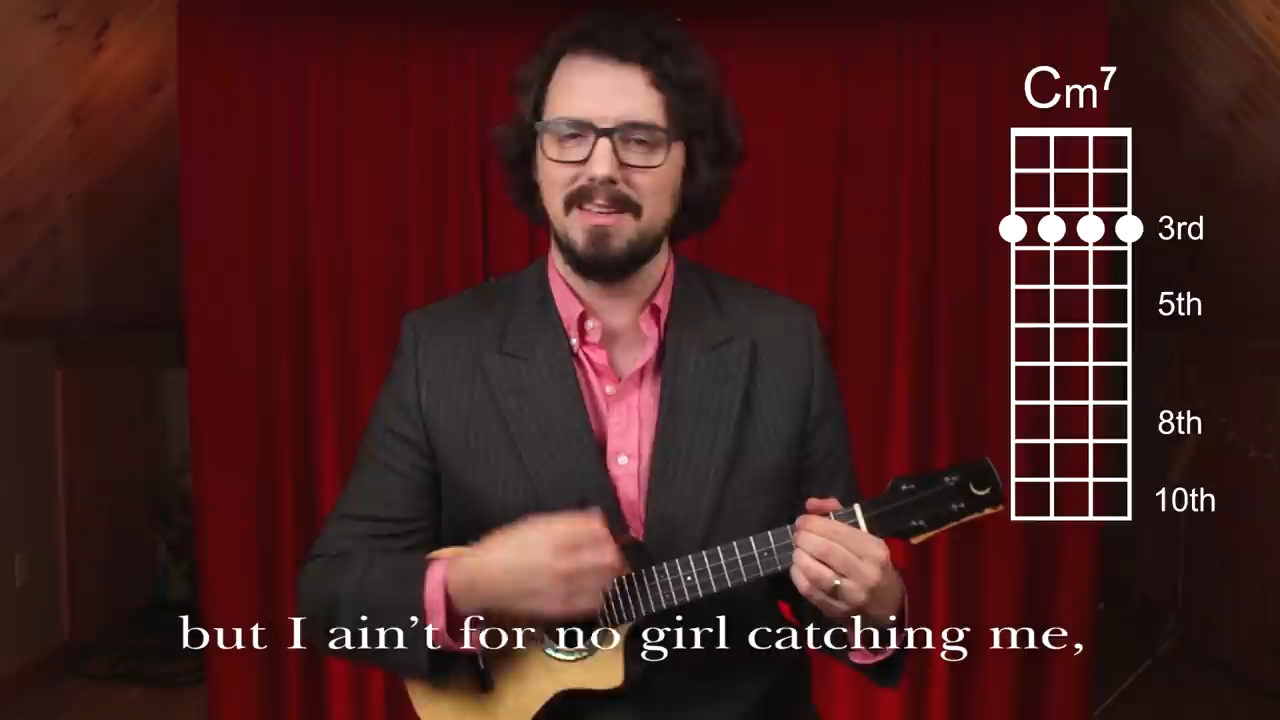 Cm⁷
3rd
5th
8th
10th
but I ain't for no girl catching me,